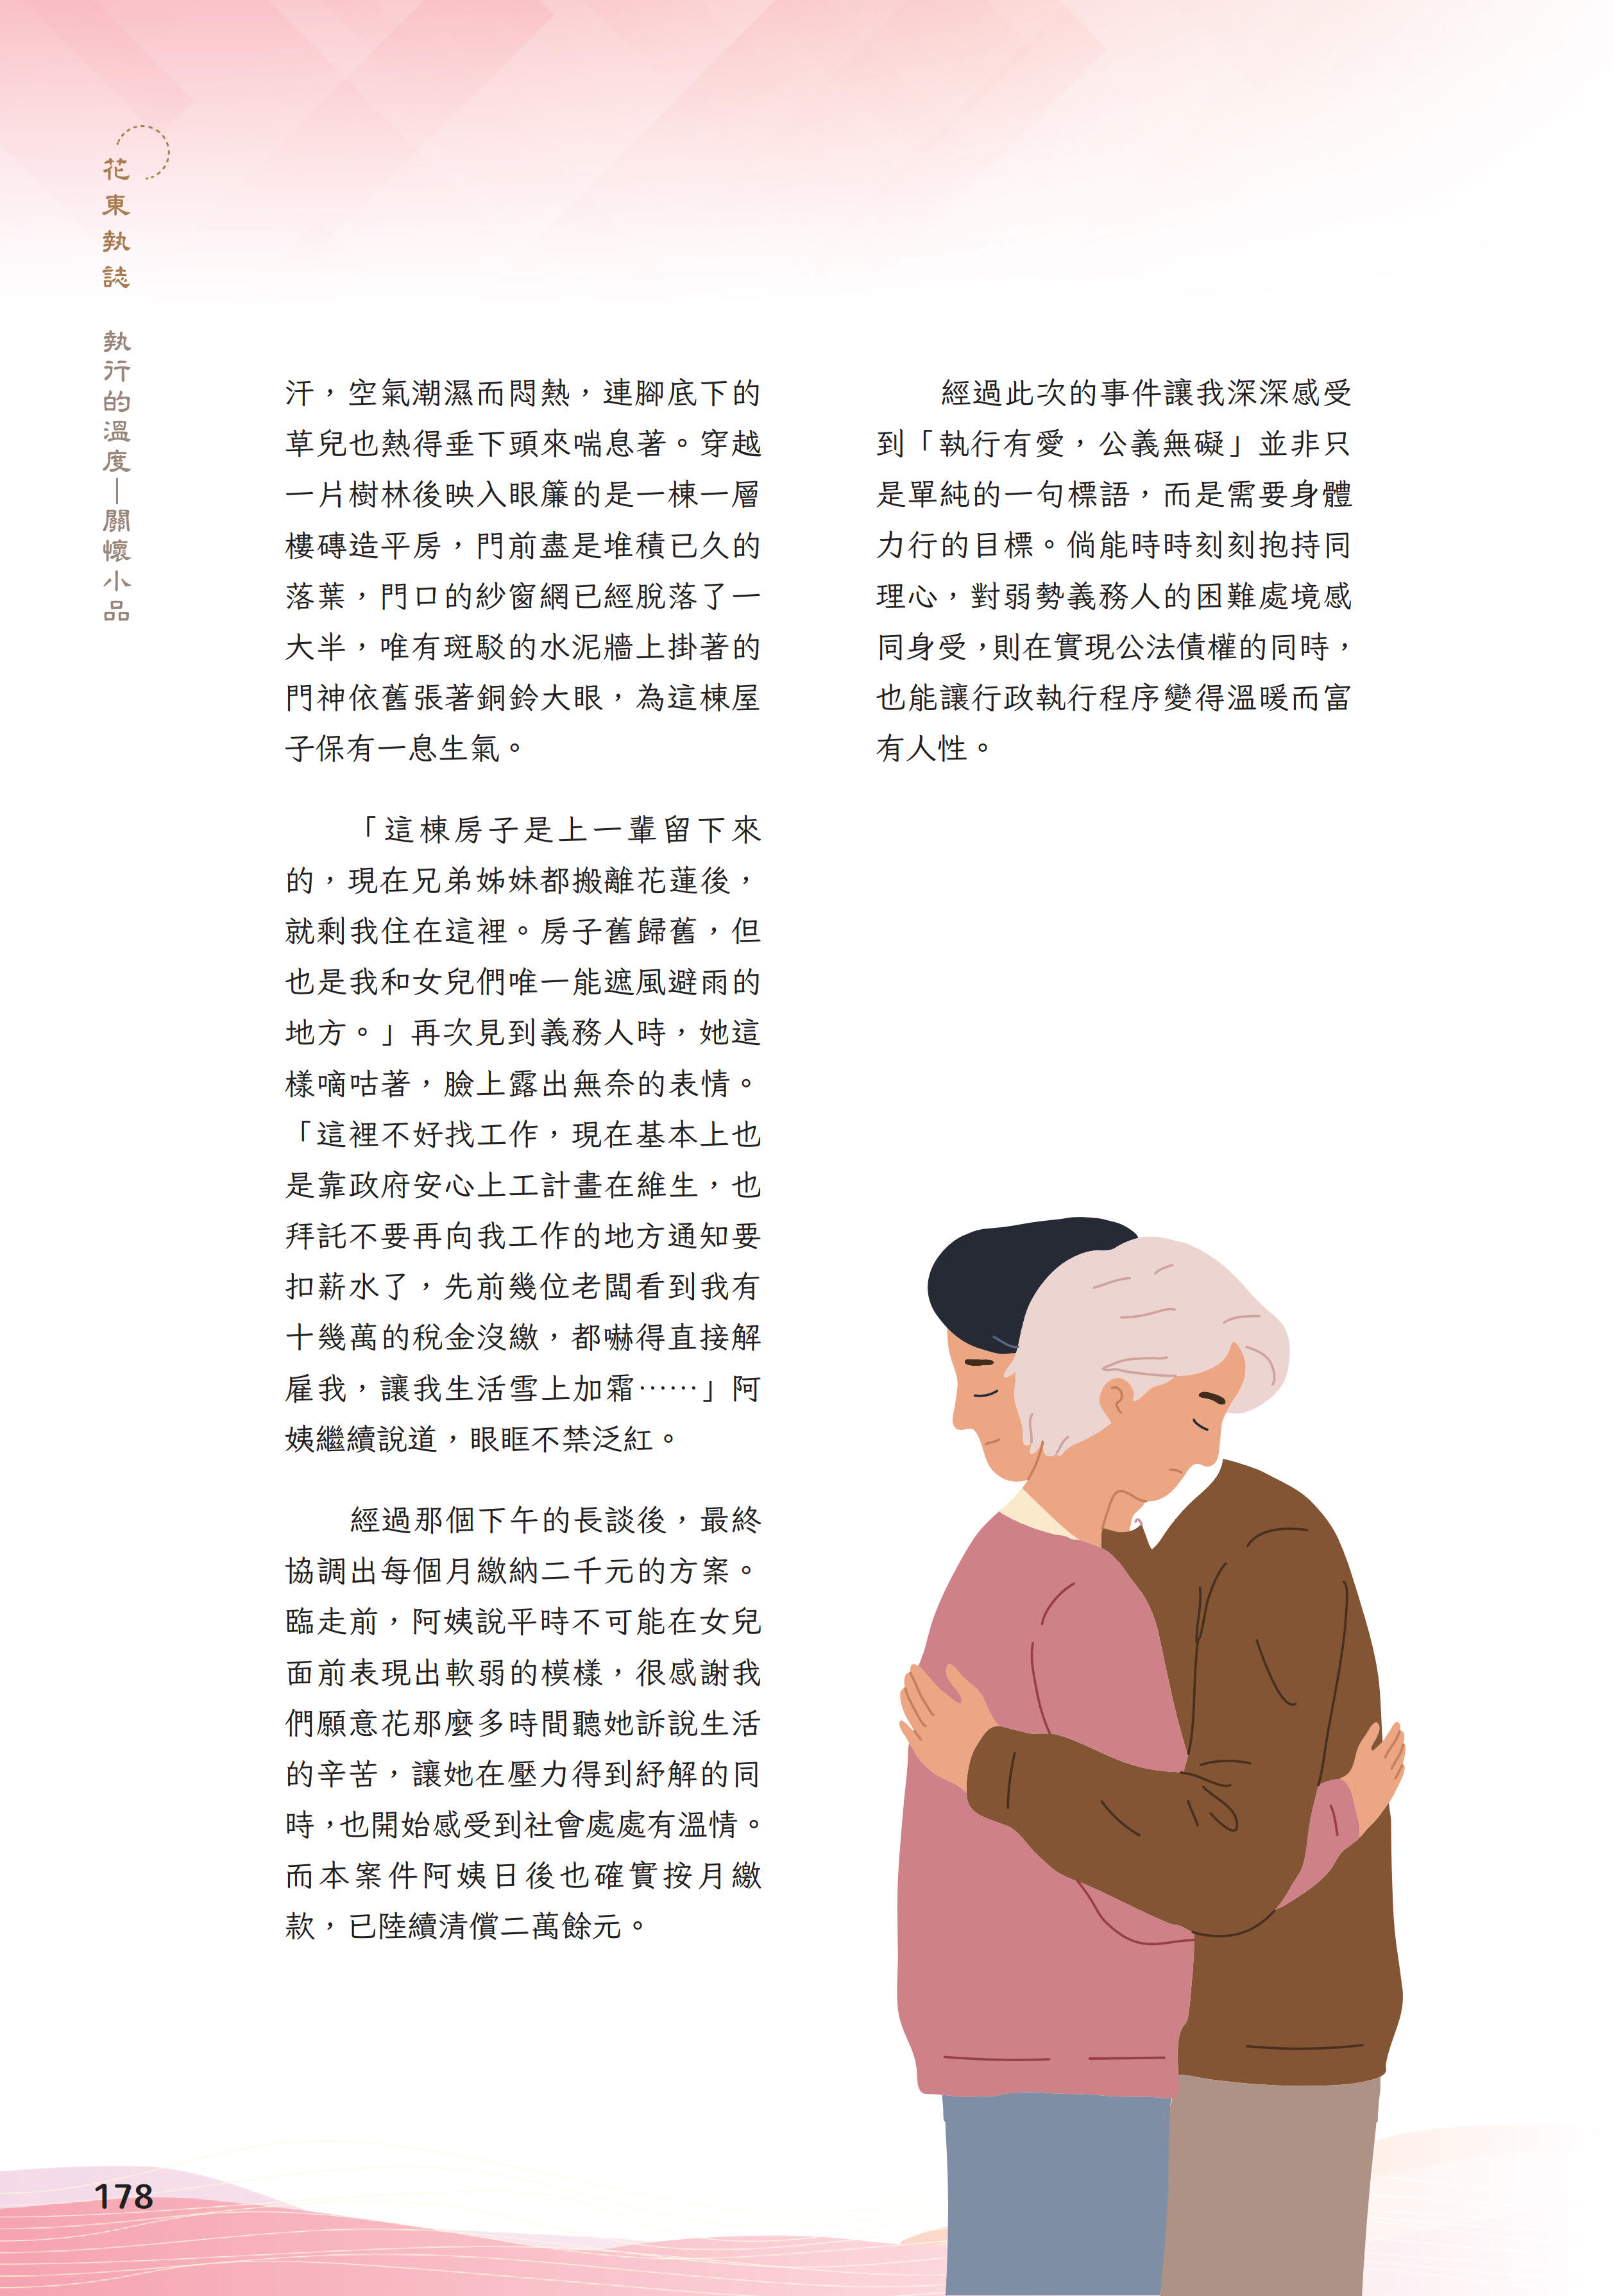 花東執誌
執行的溫度—關懷小品
汗，空氣潮濕而悶熱，連腳底下的
草兒也熱得垂下頭來喘息著。穿越
一片樹林後映入眼簾的是一棟一層
樓磚造平房，門前盡是堆積已久的
落葉，門口的紗窗網已經脫落了一
大半，唯有斑駁的水泥牆上掛著的
門神依舊張著銅鈴大眼，為這棟屋
子保有一息生氣。
「這棟房子是上一輩留下來
的，現在兄弟姊妹都搬離花蓮後，
就剩我住在這裡。房子舊歸舊，但
也是我和女兒們唯一能遮風避雨的
地方。」再次見到義務人時，她這
樣嘀咕著，臉上露出無奈的表情。
「這裡不好找工作，現在基本上也
是靠政府安心上工計畫在維生，也
拜託不要再向我工作的地方通知要
扣薪水了，先前幾位老闆看到我有
十幾萬的稅金沒繳，都嚇得直接解
雇我，讓我生活雪上加霜……」阿
姨繼續說道，眼眶不禁泛紅。
經過那個下午的長談後，最終
協調出每個月繳納二千元的方案。
臨走前，阿姨說平時不可能在女兒
面前表現出軟弱的模樣，很感謝我
們願意花那麼多時間聽她訴說生活
的辛苦，讓她在壓力得到紓解的同
時，也開始感受到社會處處有溫情。
而本案件阿姨日後也確實按月繳
款，已陸續清償二萬餘元。
經過此次的事件讓我深深感受
到「執行有愛，公義無礙」並非只
是單純的一句標語，而是需要身體
力行的目標。倘能時時刻刻抱持同
理心，對弱勢義務人的困難處境感
同身受，則在實現公法債權的同時，
也能讓行政執行程序變得溫暖而富
有人性。
178